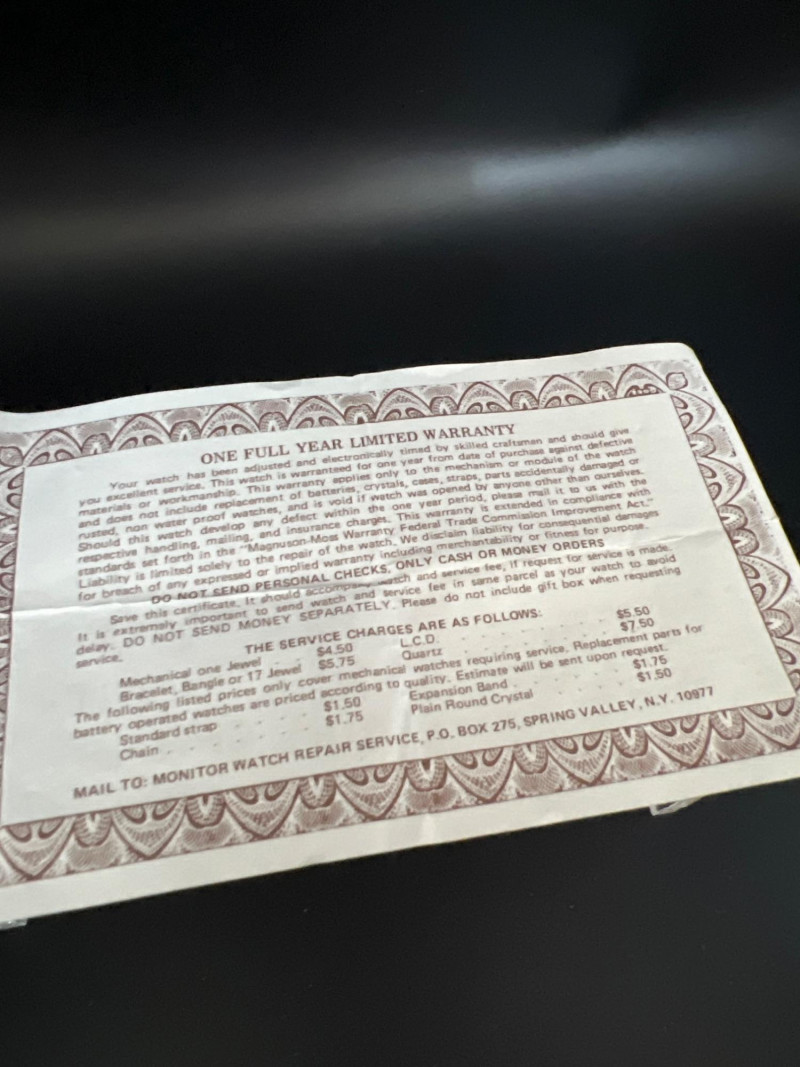 ONE FULL YEAR LIMITED WARRANTY
Your watch has been adjusted and electronically timed by skilled craftsmen and should give
you excellent service. This watch is warranteed for one year from date of purchase against defective
materials or workmanship. This warranty applies only to the mechanism or module of the watch
and does not include replacement of batteries, crystals, cases, straps, parts accidentally damaged or
rusted, non water proof watches, and is void if watch was opened by anyone other than ourselves.
Should this watch develop any defect within the one year period, please mail it to us with the
respective handling, mailing, and insurance charges. This warranty is extended in compliance with
standards set forth in the "Magnuson-Moss Warranty Federal Trade Commission Improvement Act."
Liability is limited solely to the repair of the watch. We disclaim liability for consequential damages
for breach of any expressed or implied warranty including merchantability or fitness for purpose.
DO NOT SEND PERSONAL CHECKS, ONLY CASH OR MONEY ORDERS
Save this certificate. It should accompany watch and service fee, if request for service is made.
It is extremely important to send watch and service fee in same parcel as your watch to avoid
delay. DO NOT SEND MONEY SEPARATELY. Please do not include gift box when requesting
service.
THE SERVICE CHARGES ARE AS FOLLOWS:
Mechanical one Jewel . . $4.50 L.C.D. . . . . . . . $5.50
Bracelet, Bangle or 17 Jewel $5.75 Quartz . . . . . . . $7.50
The following listed prices only cover mechanical watches requiring service. Replacement parts for
battery operated watches are priced according to quality. Estimate will be sent upon request.
Standard strap . . . . $1.50 Expansion Band . . . . . $1.75
Chain . . . . . . . $1.75 Plain Round Crystal . . . . $1.50
MAIL TO: MONITOR WATCH REPAIR SERVICE, P.O. BOX 275, SPRING VALLEY, N.Y. 10977